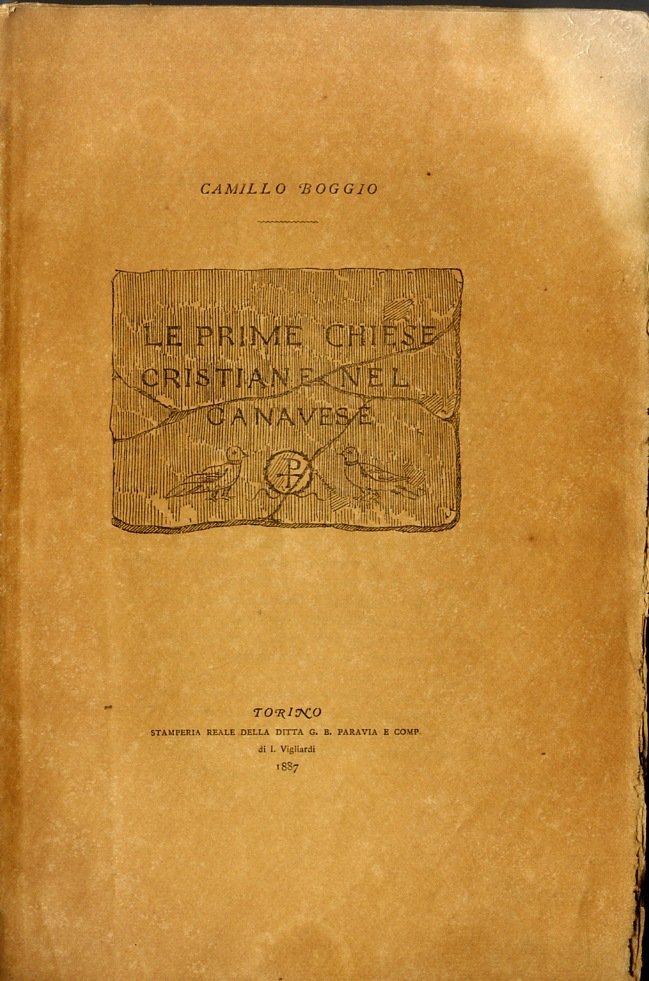 CAMILLO BOGGIO
LE PRIME CHIESE
CRISTIANE NEL
CANAVESE
TORINO
STAMPERIA REALE DELLA DITTA G. B. PARAVIA E COMP.
di I. Vigliardi
1887